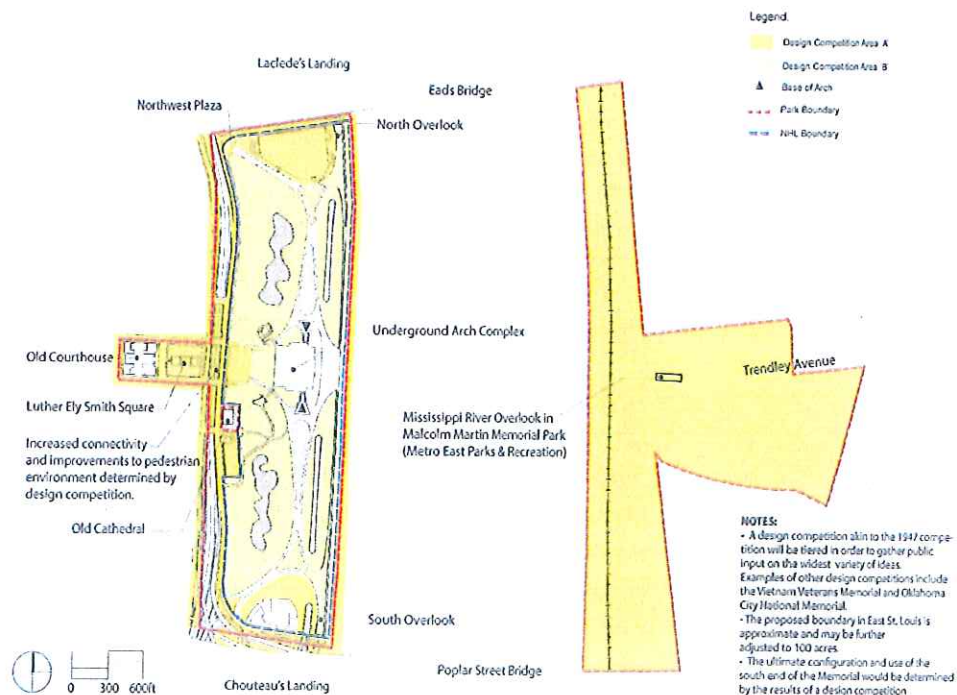 Legend.
Design Competition Area A
Design Competition Area B
Base of Arch
Park Boundary
NHL Boundary
Laclede's Landing
Eads Bridge
Northwest Plaza
North Overlook
Underground Arch Complex
Old Courthouse
Luther Ely Smith Square
Increased connectivity
and improvements to pedestrian
environment determined by
design competition.
Old Cathedral
Trendley Avenue
Mississippi River Overlook in
Malcolm Martin Memorial Park
(Metro East Parks & Recreation)
South Overlook
Poplar Street Bridge
Chouteau's Landing
0 300 600ft
NOTES:
• A design competition akin to the 1947 compe-
tition will be tiered in order to gather public
input on the widest variety of ideas.
Examples of other design competitions include
the Vietnam Veterans Memorial and Oklahoma
City National Memorial.
• The proposed boundary in East St. Louis is
approximate and may be further
adjusted to 100 acres.
• The ultimate configuration and use of the
south end of the Memorial would be determined
by the results of a design competition